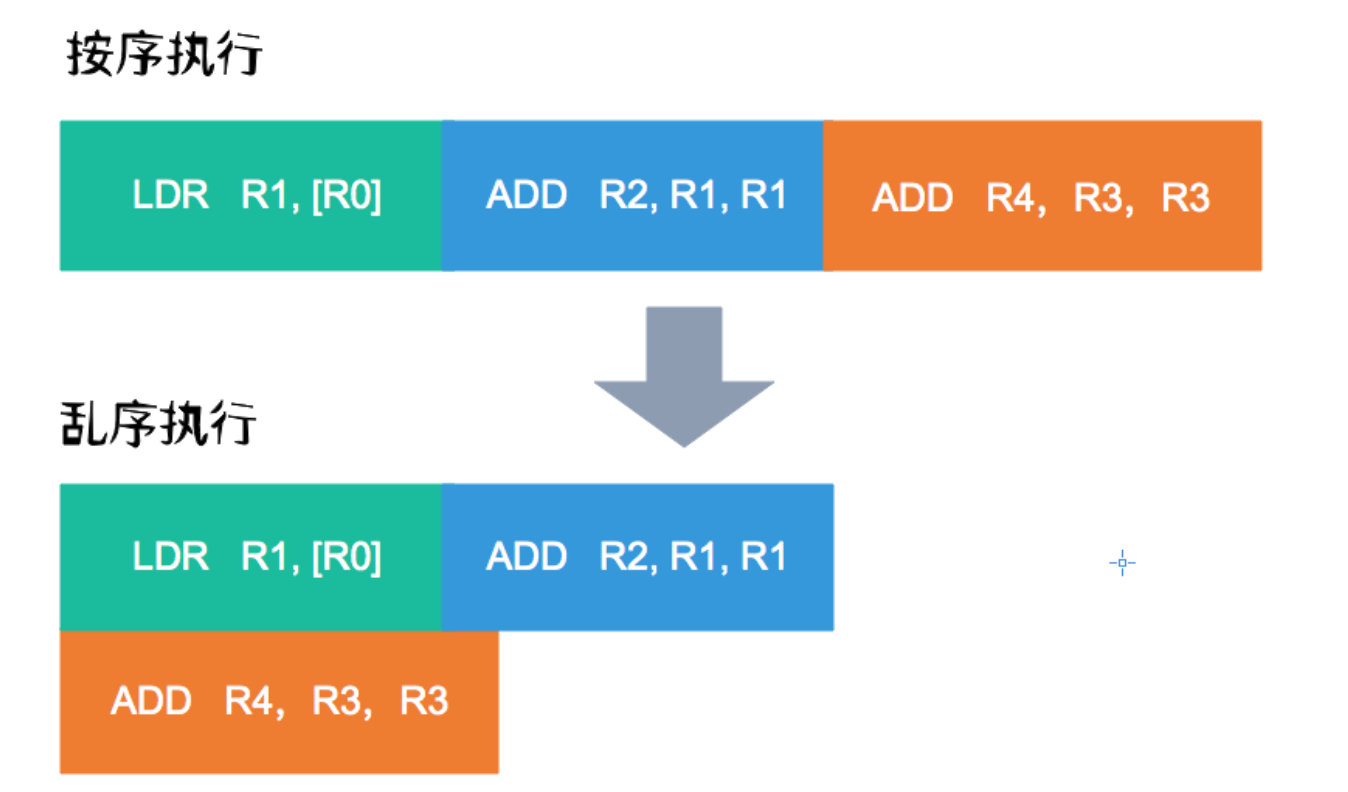 按序执行
LDR R1, [R0] ADD R2, R1, R1 ADD R4，R3，R3
乱序执行
LDR R1, [R0] ADD R2, R1, R1
ADD R4，R3，R3